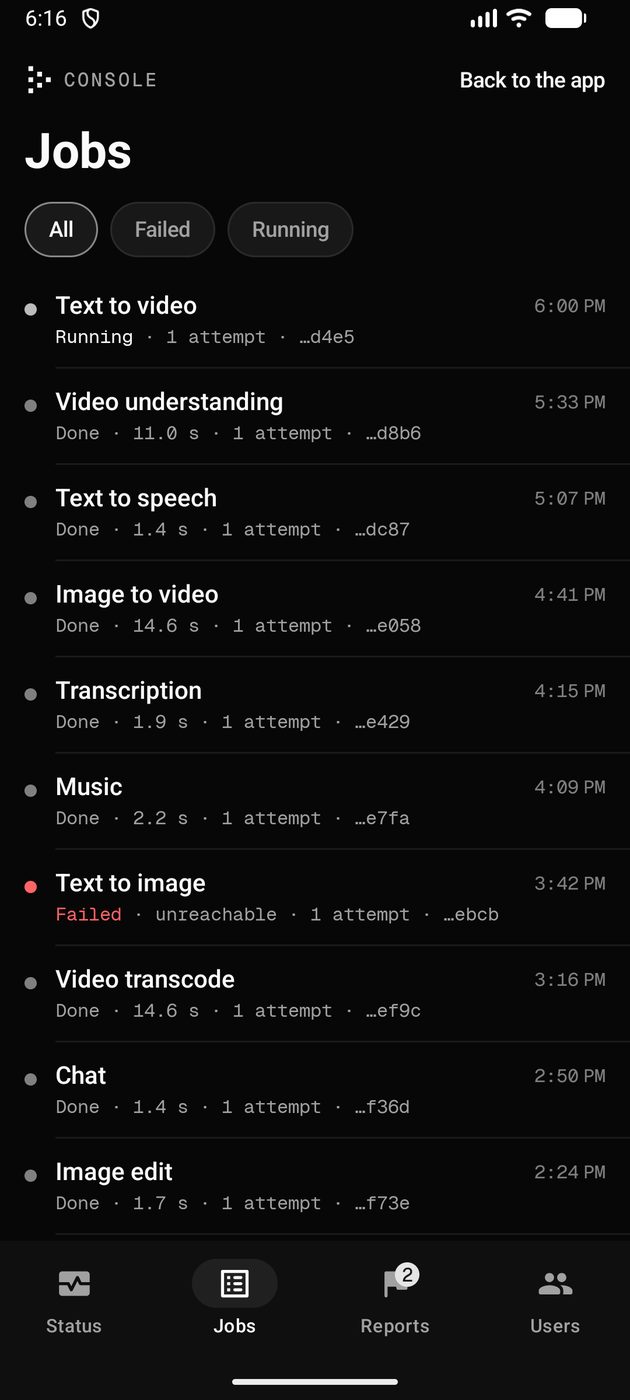 6:16
CONSOLE
Back to the app
Jobs
All
Failed
Running
Text to video
6:00 PM
Running · 1 attempt · …d4e5
Video understanding
5:33 PM
Done · 11.0 s · 1 attempt · …d8b6
Text to speech
5:07 PM
Done · 1.4 s · 1 attempt · …dc87
Image to video
4:41 PM
Done · 14.6 s · 1 attempt · …e058
Transcription
4:15 PM
Done · 1.9 s · 1 attempt · …e429
Music
4:09 PM
Done · 2.2 s · 1 attempt · …e7fa
Text to image
3:42 PM
Failed · unreachable · 1 attempt · …ebcb
Video transcode
3:16 PM
Done · 14.6 s · 1 attempt · …ef9c
Chat
2:50 PM
Done · 1.4 s · 1 attempt · …f36d
Image edit
2:24 PM
Done · 1.7 s · 1 attempt · …f73e
2
Status
Jobs
Reports
Users